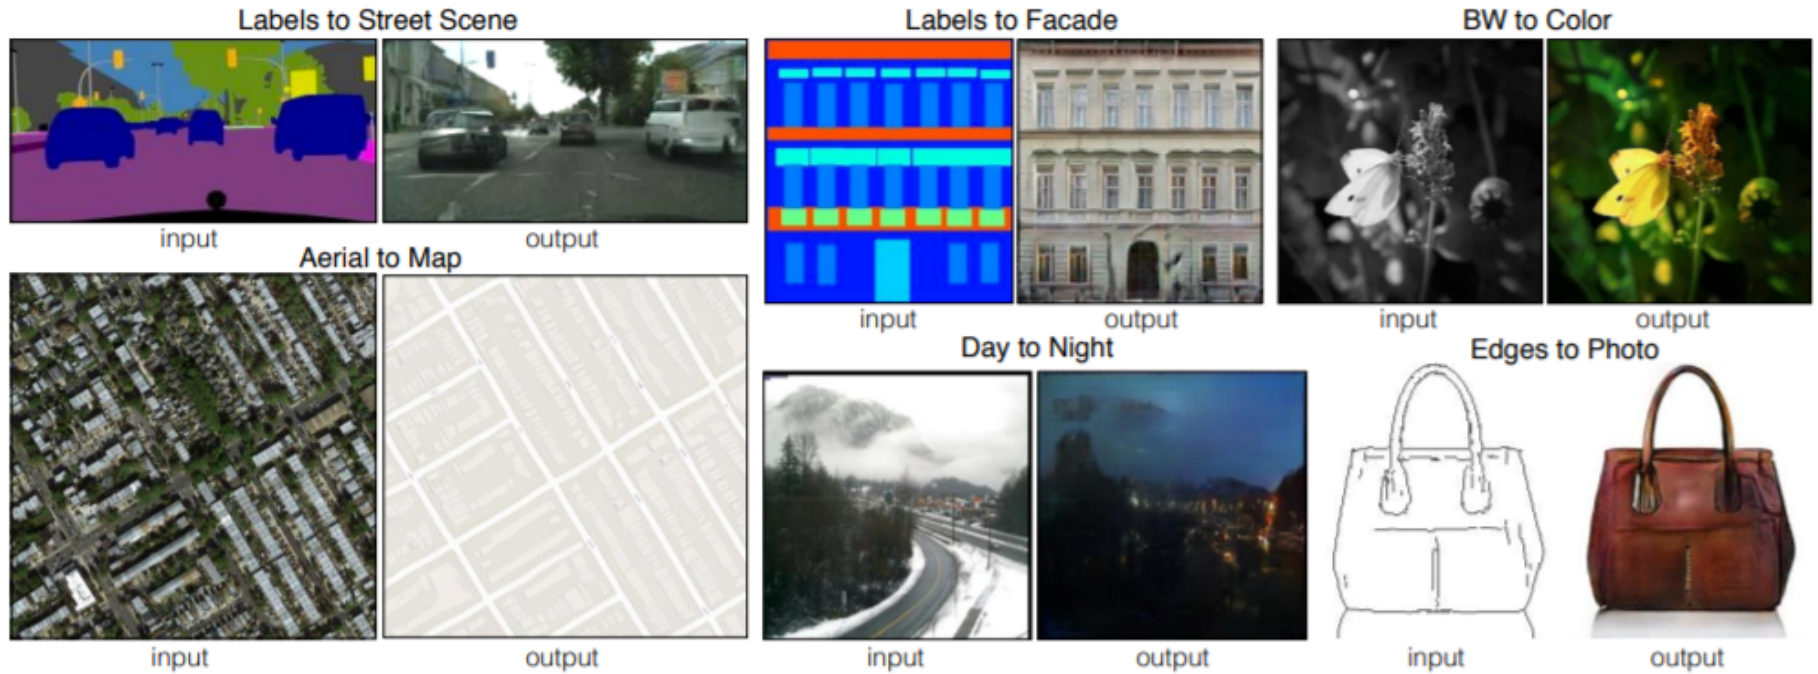 Labels to Street Scene
input
output
Aerial to Map
input
output
Labels to Facade
input
output
BW to Color
input
output
Day to Night
input
output
Edges to Photo
input
output